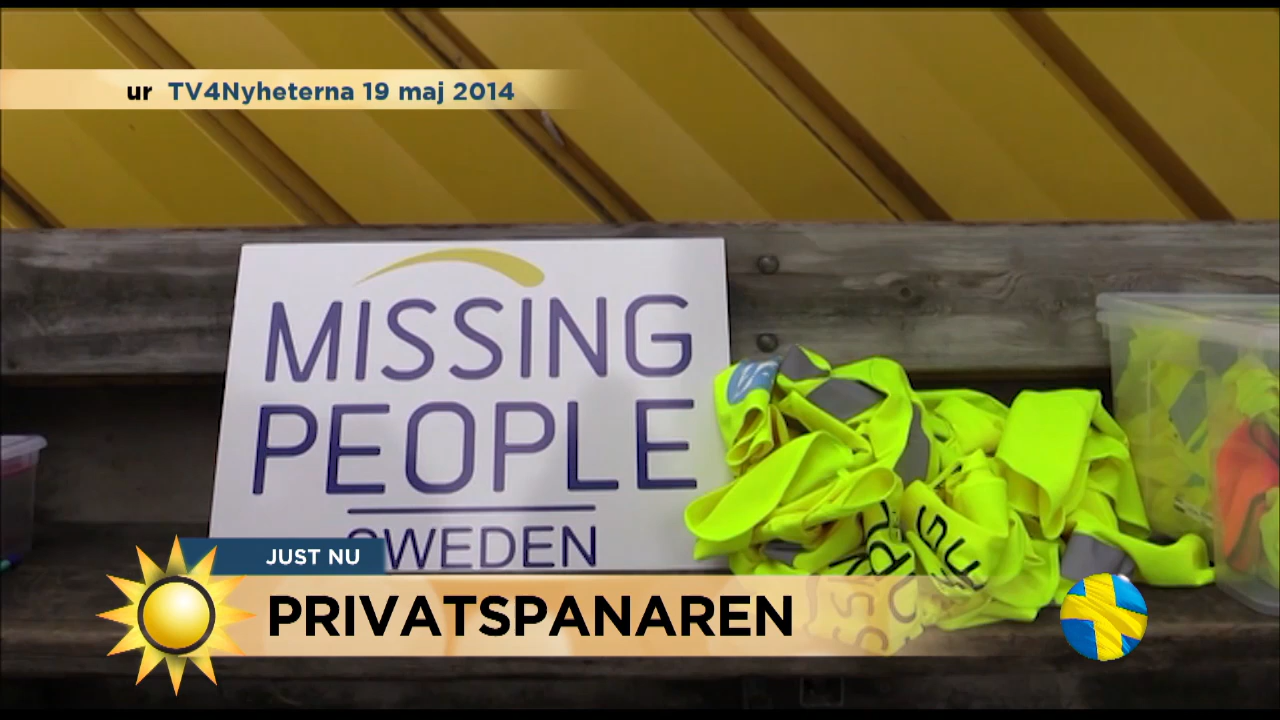 ur TV4Nyheterna 19 maj 2014
MISSING
PEOPLE
SWEDEN
JUST NU
PRIVATSPANAREN